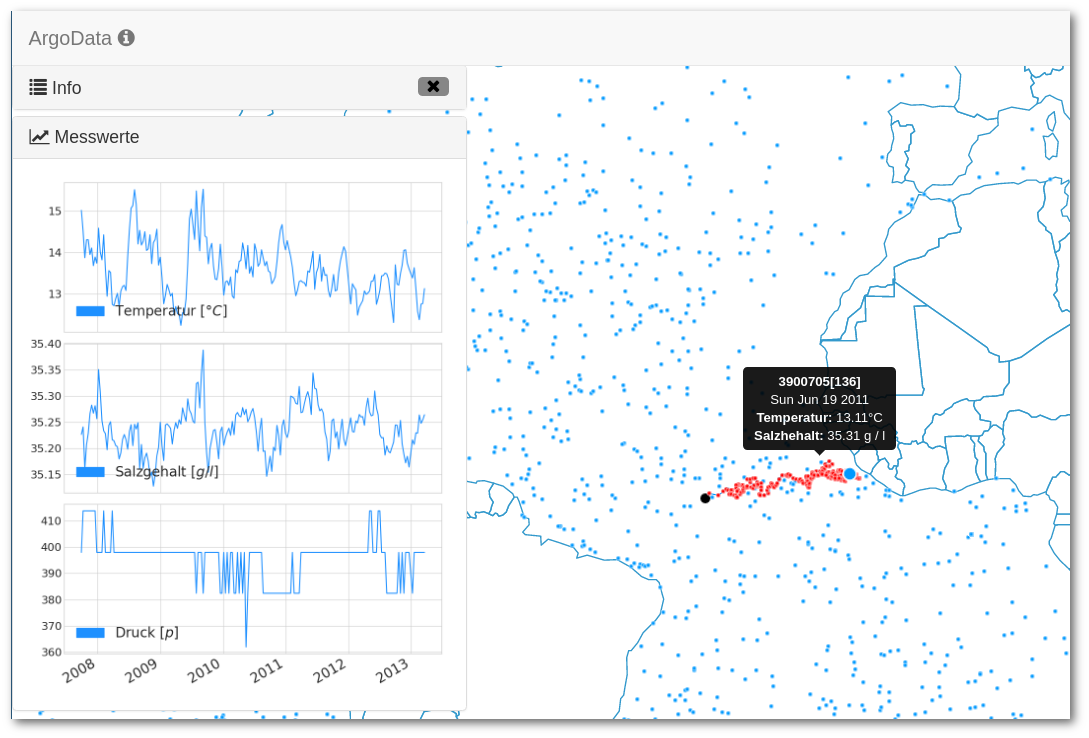 ArgoData
Info
Messwerte
15
14
13
Temperatur [°C]
35.40
35.35
35.30
35.25
35.20
35.15
Salzgehalt [g/l]
410
400
390
380
370
360
Druck [p]
2008 2009 2010 2011 2012 2013
3900705[136]
Sun Jun 19 2011
Temperatur: 13.11°C
Salzhehalt: 35.31 g / l